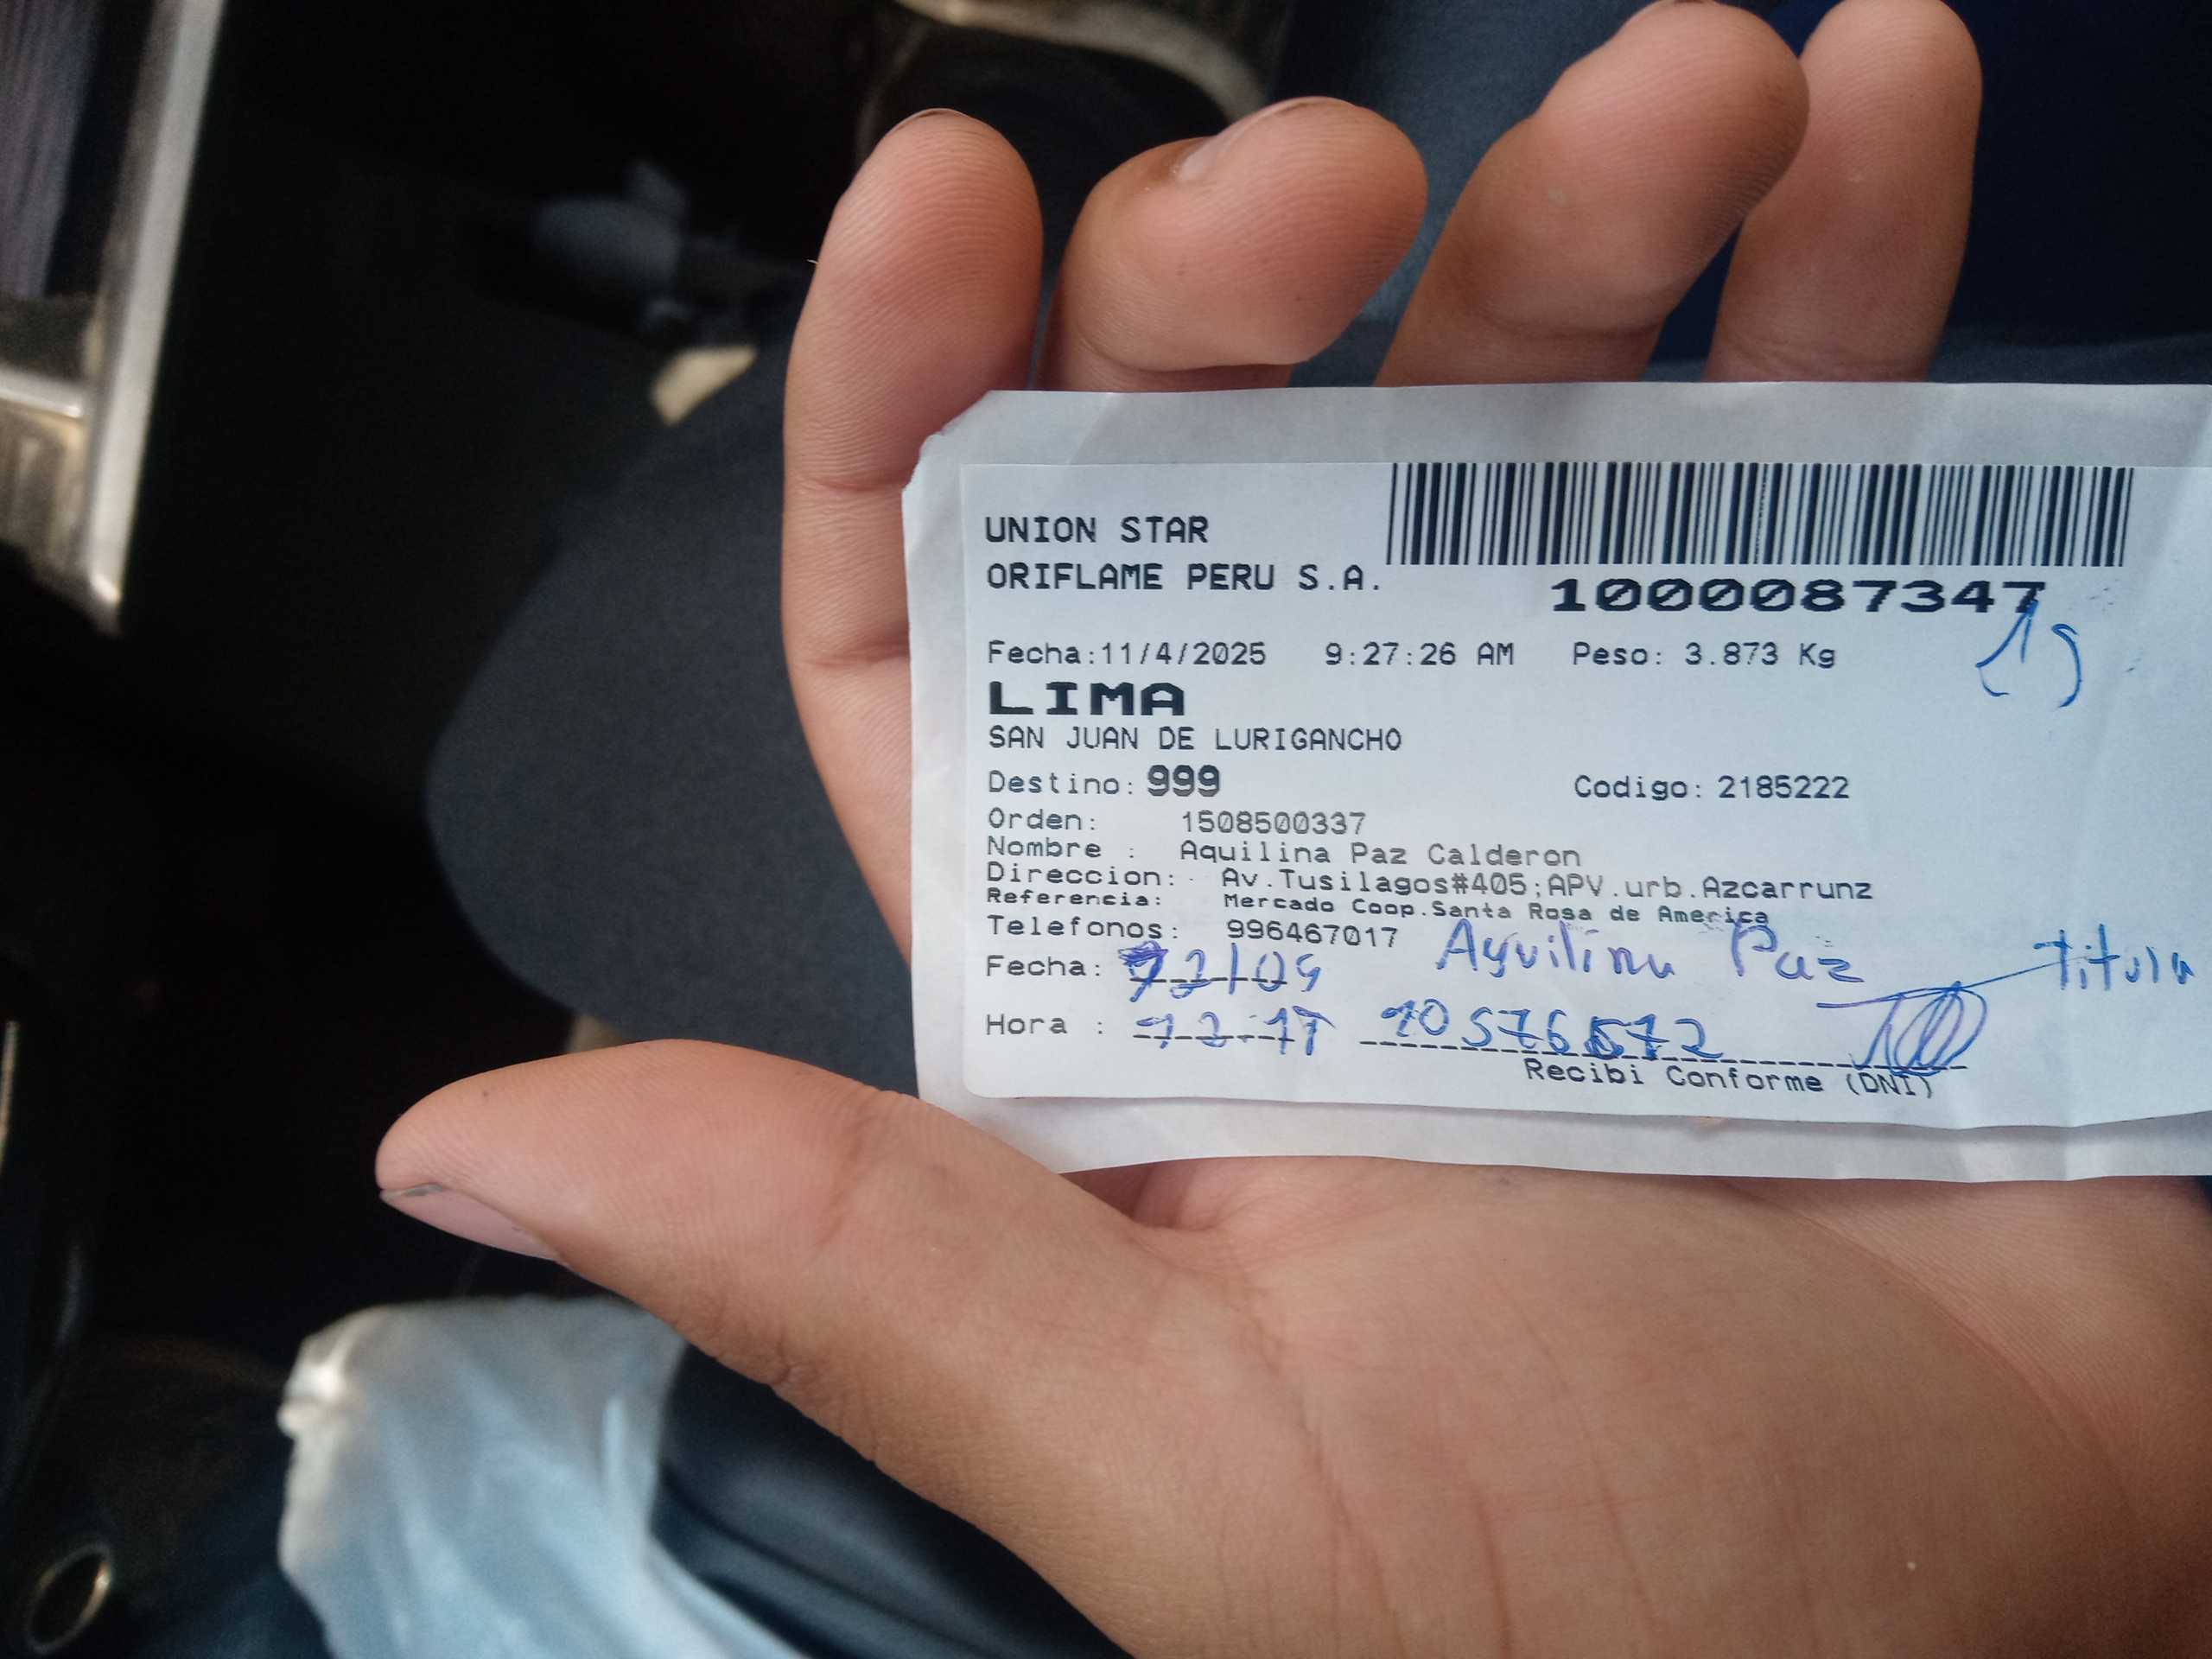 UNION STAR
ORIFLAME PERU S.A.
1000087347
Fecha:11/4/2025 9:27:26 AM Peso: 3.873 Kg
LIMA
SAN JUAN DE LURIGANCHO
Destino: 999 Codigo: 2185222
Orden: 1508500337
Nombre : Aquilina Paz Calderon
Direccion: Av.Tusilagos#405;APV.urb.Azcarrunz
Referencia: Mercado Coop.Santa Rosa de America
Telefonos: 996467017
Aquilina Paz titula
Fecha:
Hora :
Recibi Conforme (DNI)